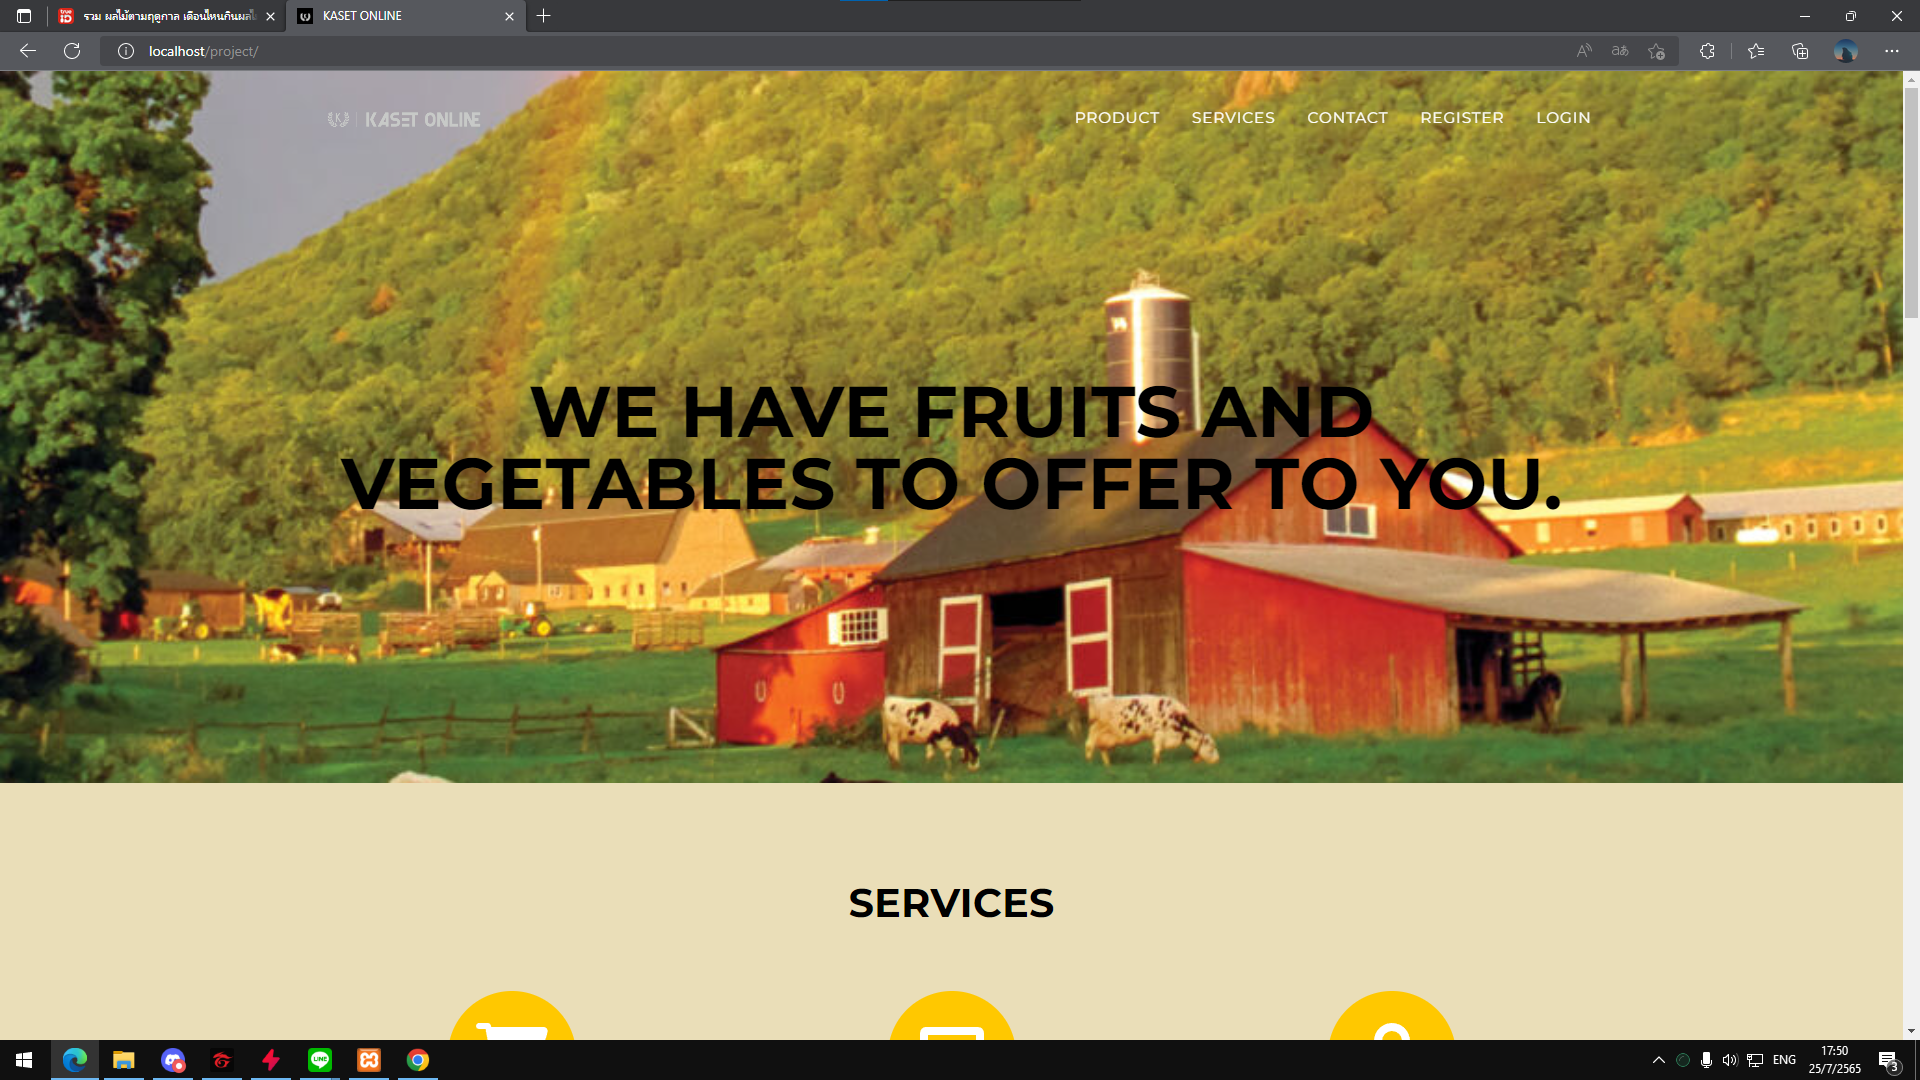 รวม ผลไม้ตามฤดูกาล เดือนไหนกินผลไ
KASET ONLINE
localhost/project/
KASET ONLINE
PRODUCT SERVICES CONTACT REGISTER LOGIN
WE HAVE FRUITS AND
VEGETABLES TO OFFER TO YOU.
SERVICES
ENG
17:50
25/7/2565
3